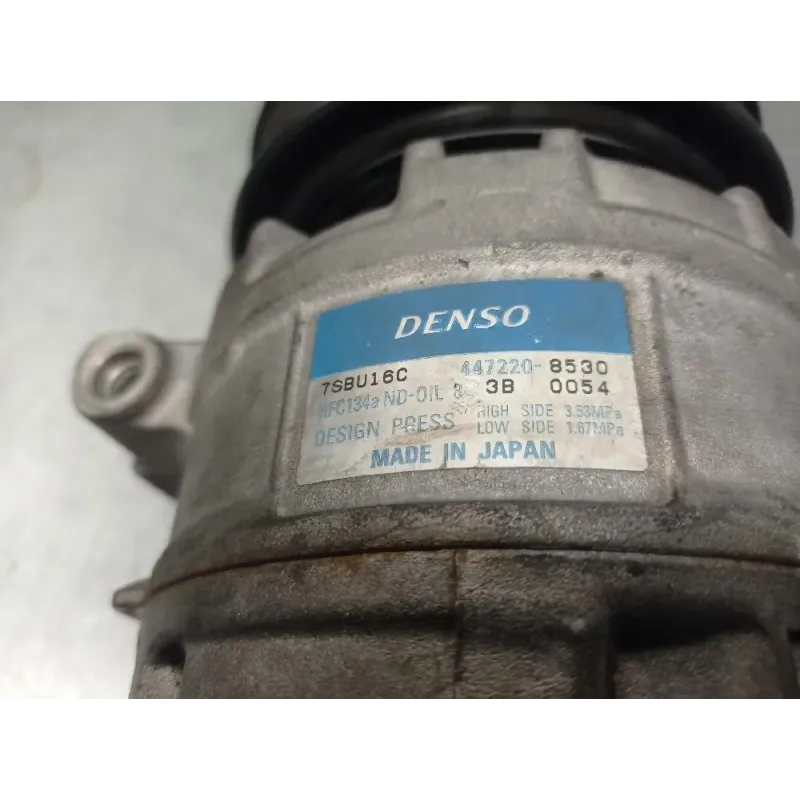 DENSO
7SBU16C 447220-8530
HFC134a ND-OIL 3B 0054
DESIGN PRESS HIGH SIDE 3.53MPa
LOW SIDE 1.67MPa
MADE IN JAPAN